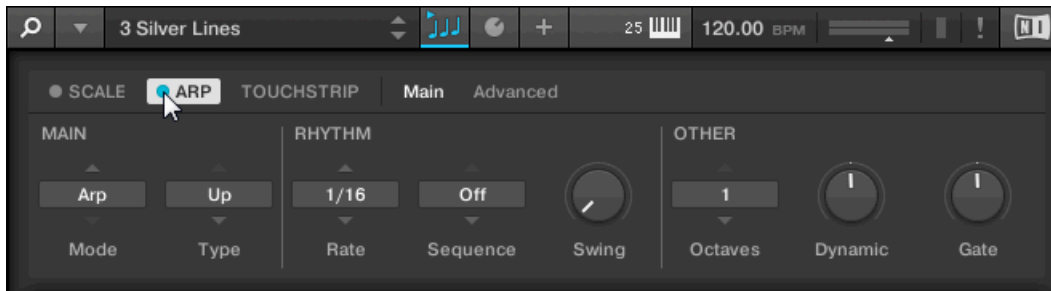 3 Silver Lines 25 120.00 BPM ! NI
SCALE ARP TOUCHSTRIP Main Advanced
MAIN RHYTHM OTHER
Arp Up 1/16 Off 1
Mode Type Rate Sequence Swing Octaves Dynamic Gate